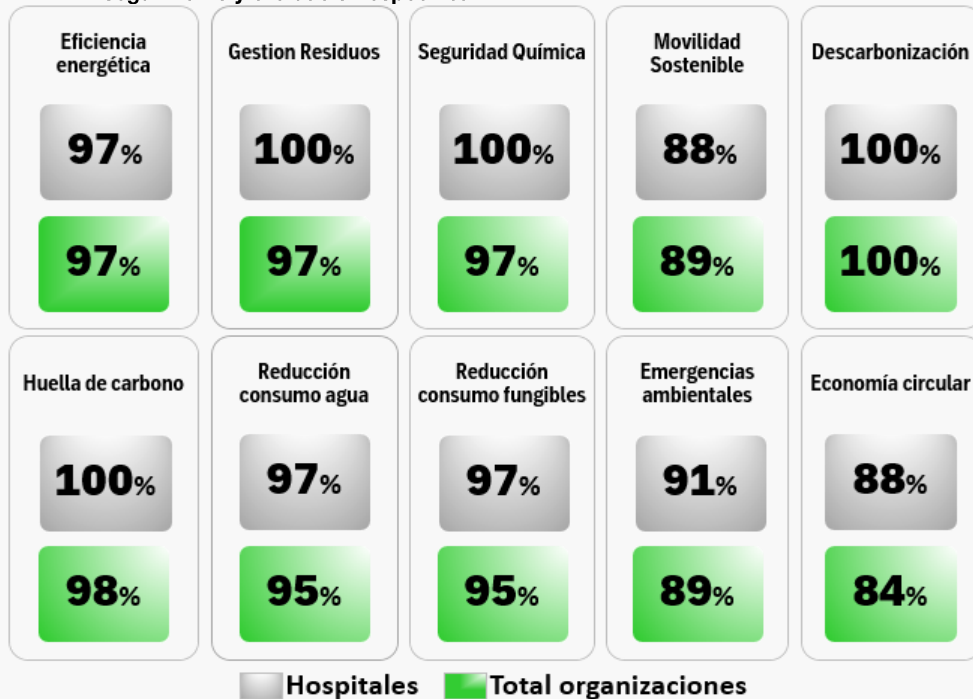 Eficiencia
energética
97%
97%
Gestion Residuos
100%
97%
Seguridad Química
100%
97%
Movilidad
Sostenible
88%
89%
Descarbonización
100%
100%
Huella de carbono
100%
98%
Reducción
consumo agua
97%
95%
Reducción
consumo fungibles
97%
95%
Emergencias
ambientales
91%
89%
Economía circular
88%
84%
Hospitales
Total organizaciones